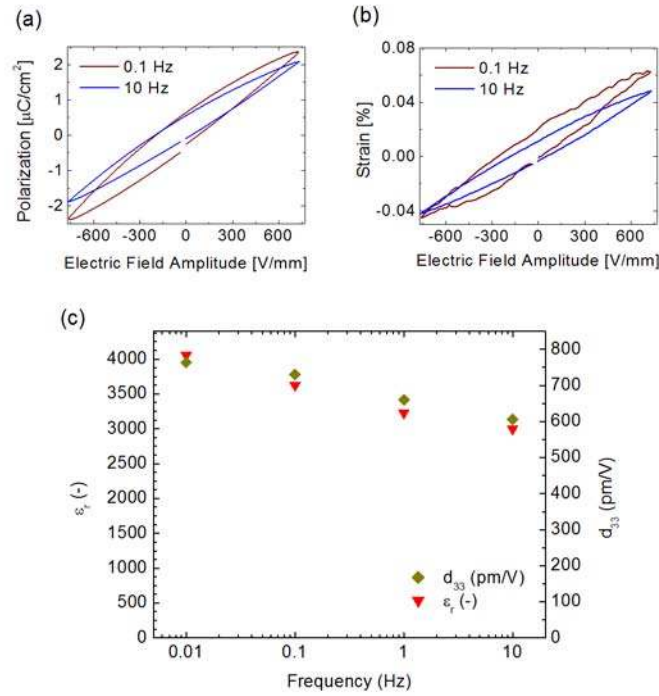 (a)
2
1
0
-1
-2
Polarization [µC/cm²]
0.1 Hz
10 Hz
-600 -300 0 300 600
Electric Field Amplitude [V/mm]
(b)
0.08
0.04
0.00
-0.04
Strain [%]
0.1 Hz
10 Hz
-600 -300 0 300 600
Electric Field Amplitude [V/mm]
(c)
4000
3500
3000
2500
2000
1500
1000
500
0
εr (-)
800
700
600
500
400
300
200
100
0
d33 (pm/V)
d33 (pm/V)
εr (-)
0.01 0.1 1 10
Frequency (Hz)